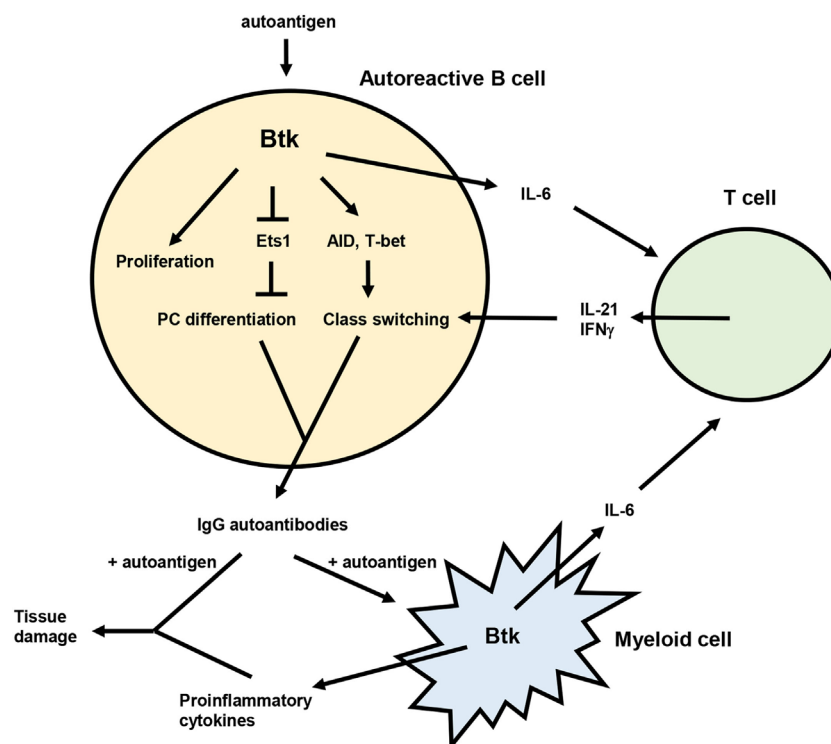 autoantigen
Autoreactive B cell
Btk
IL-6
T cell
Ets1
AID, T-bet
Proliferation
PC differentiation
Class switching
IL-21
IFNγ
IgG autoantibodies
IL-6
+ autoantigen
+ autoantigen
Tissue
damage
Btk
Myeloid cell
Proinflammatory
cytokines